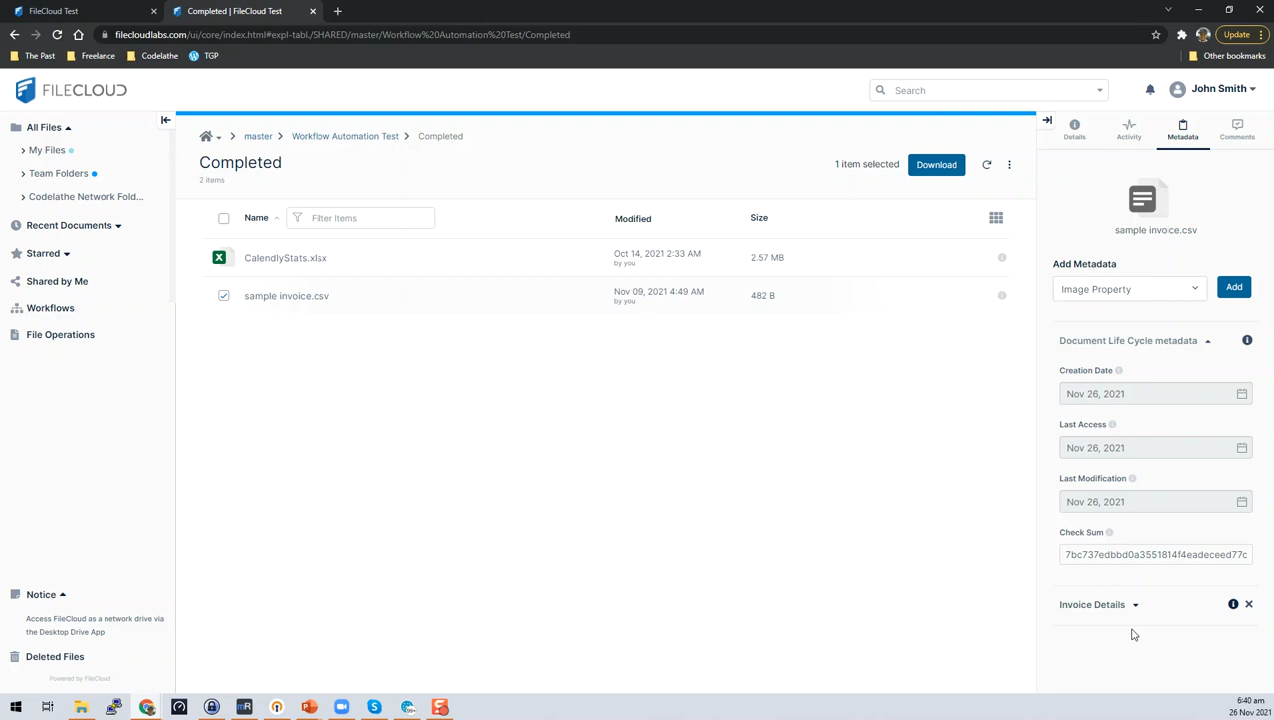 FileCloud Test
Completed | FileCloud Test
filecloudlabs.com/ui/core/index.html#expl-tabl./SHARED/master/Workflow%20Automation%20Test/Completed
Update
The Past
Freelance
Codelathe
TGP
Other bookmarks
FILECLOUD
Search
John Smith
All Files
My Files
Team Folders
Codelathe Network Fold...
Recent Documents
Starred
Shared by Me
Workflows
File Operations
master
Workflow Automation Test
Completed
Completed
2 items
1 item selected
Download
Name
Filter Items
Modified
Size
CalendlyStats.xlsx
Oct 14, 2021 2:33 AM
by you
2.57 MB
sample invoice.csv
Nov 09, 2021 4:49 AM
by you
482 B
Details
Activity
Metadata
Comments
sample invoice.csv
Add Metadata
Image Property
Add
Document Life Cycle metadata
Creation Date
Nov 26, 2021
Last Access
Nov 26, 2021
Last Modification
Nov 26, 2021
Check Sum
7bc737edbbd0a3551814f4eadeceed77c
Invoice Details
Notice
Access FileCloud as a network drive via
the Desktop Drive App
Deleted Files
Powered by FileCloud
mR
99+
6:40 am
26 Nov 2021